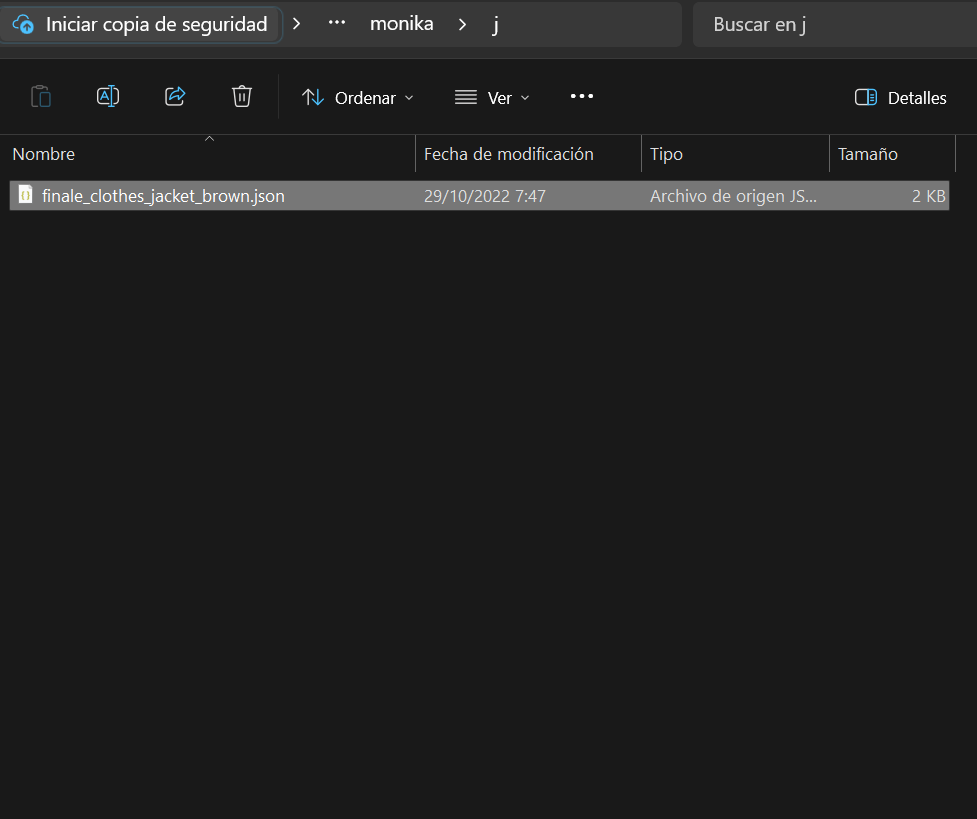 Iniciar copia de seguridad > ... monika > j Buscar en j
Ordenar Ver ... Detalles
Nombre Fecha de modificación Tipo Tamaño
finale_clothes_jacket_brown.json 29/10/2022 7:47 Archivo de origen JS... 2 KB